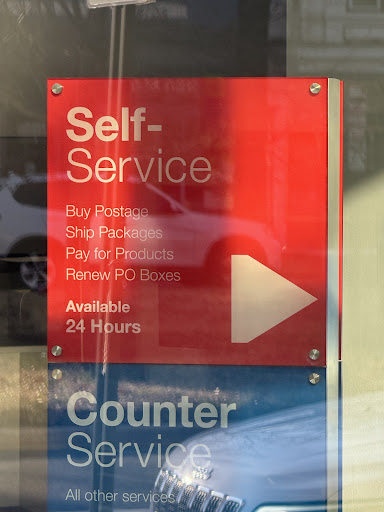 Self-
Service
Buy Postage
Ship Packages
Pay for Products
Renew PO Boxes
Available
24 Hours
Counter
Service
All other services